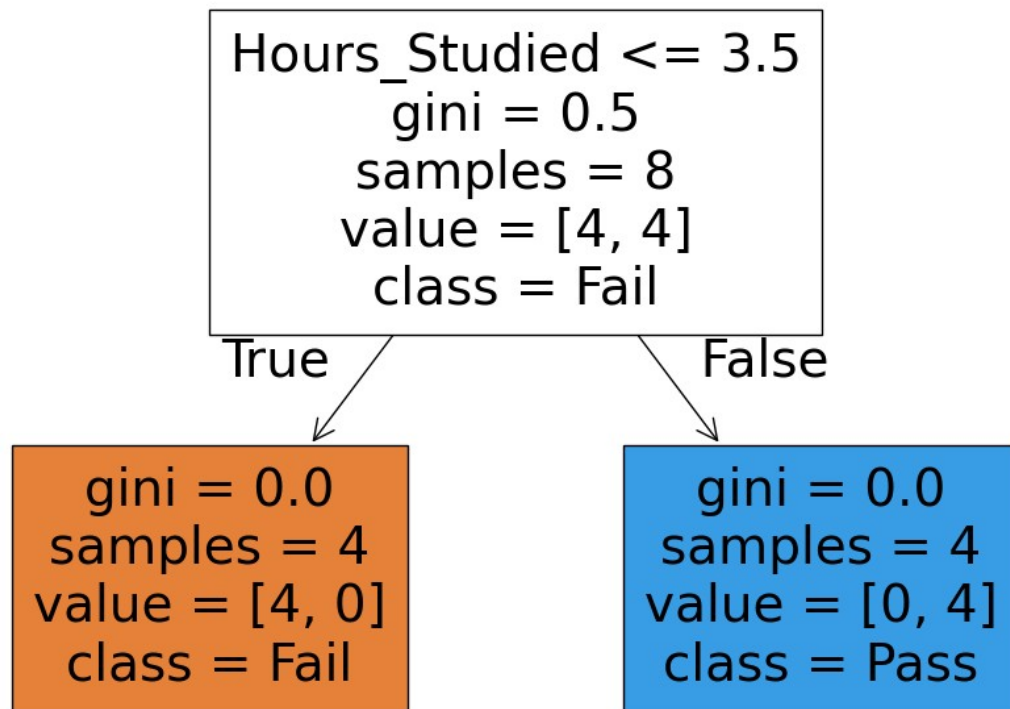 Hours_Studied <= 3.5
gini = 0.5
samples = 8
value = [4, 4]
class = Fail
True
False
gini = 0.0
samples = 4
value = [4, 0]
class = Fail
gini = 0.0
samples = 4
value = [0, 4]
class = Pass